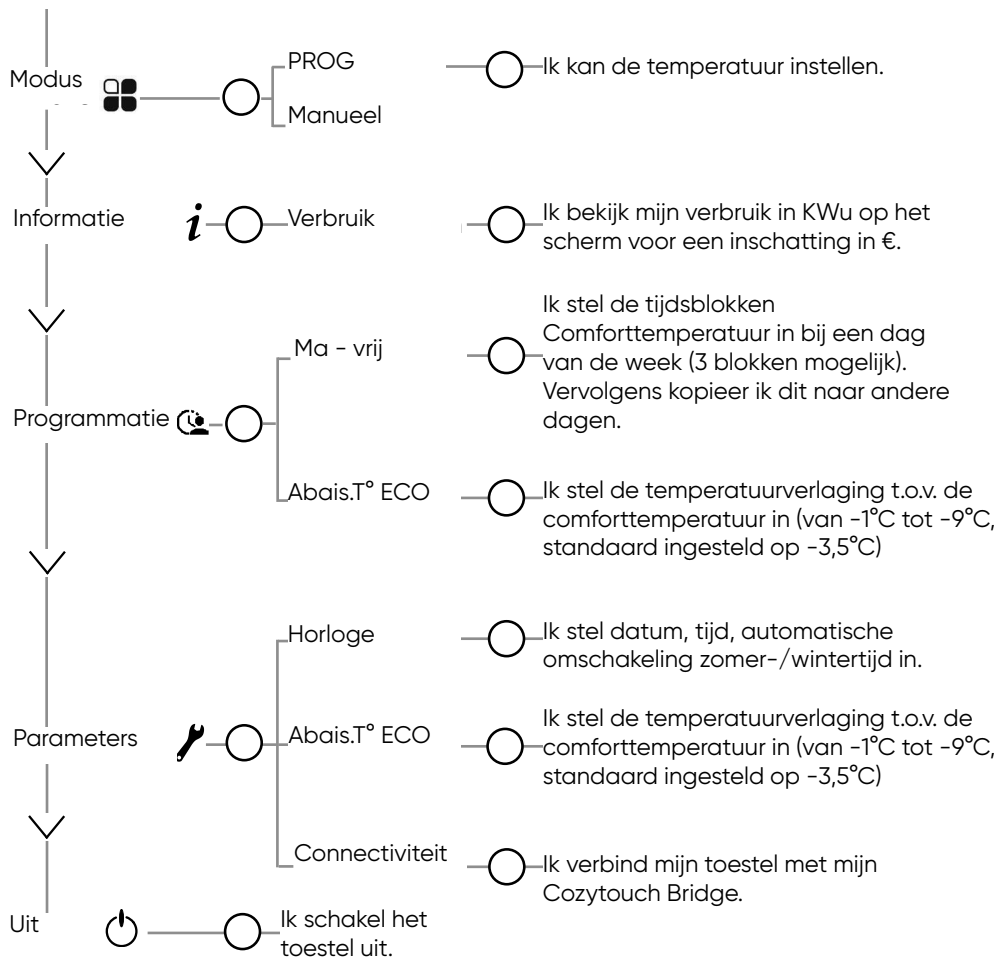 Modus
PROG
Manueel
Ik kan de temperatuur instellen.
Informatie
i
Verbruik
Ik bekijk mijn verbruik in KWu op het
scherm voor een inschatting in €.
Programmatie
Ma - vrij
Ik stel de tijdsblokken
Comforttemperatuur in bij een dag
van de week (3 blokken mogelijk).
Vervolgens kopieer ik dit naar andere
dagen.
Abais.T° ECO
Ik stel de temperatuurverlaging t.o.v. de
comforttemperatuur in (van -1°C tot -9°C,
standaard ingesteld op -3,5°C)
Parameters
Horloge
Ik stel datum, tijd, automatische
omschakeling zomer-/wintertijd in.
Abais.T° ECO
Ik stel de temperatuurverlaging t.o.v. de
comforttemperatuur in (van -1°C tot -9°C,
standaard ingesteld op -3,5°C)
Connectiviteit
Ik verbind mijn toestel met mijn
Cozytouch Bridge.
Uit
Ik schakel het
toestel uit.